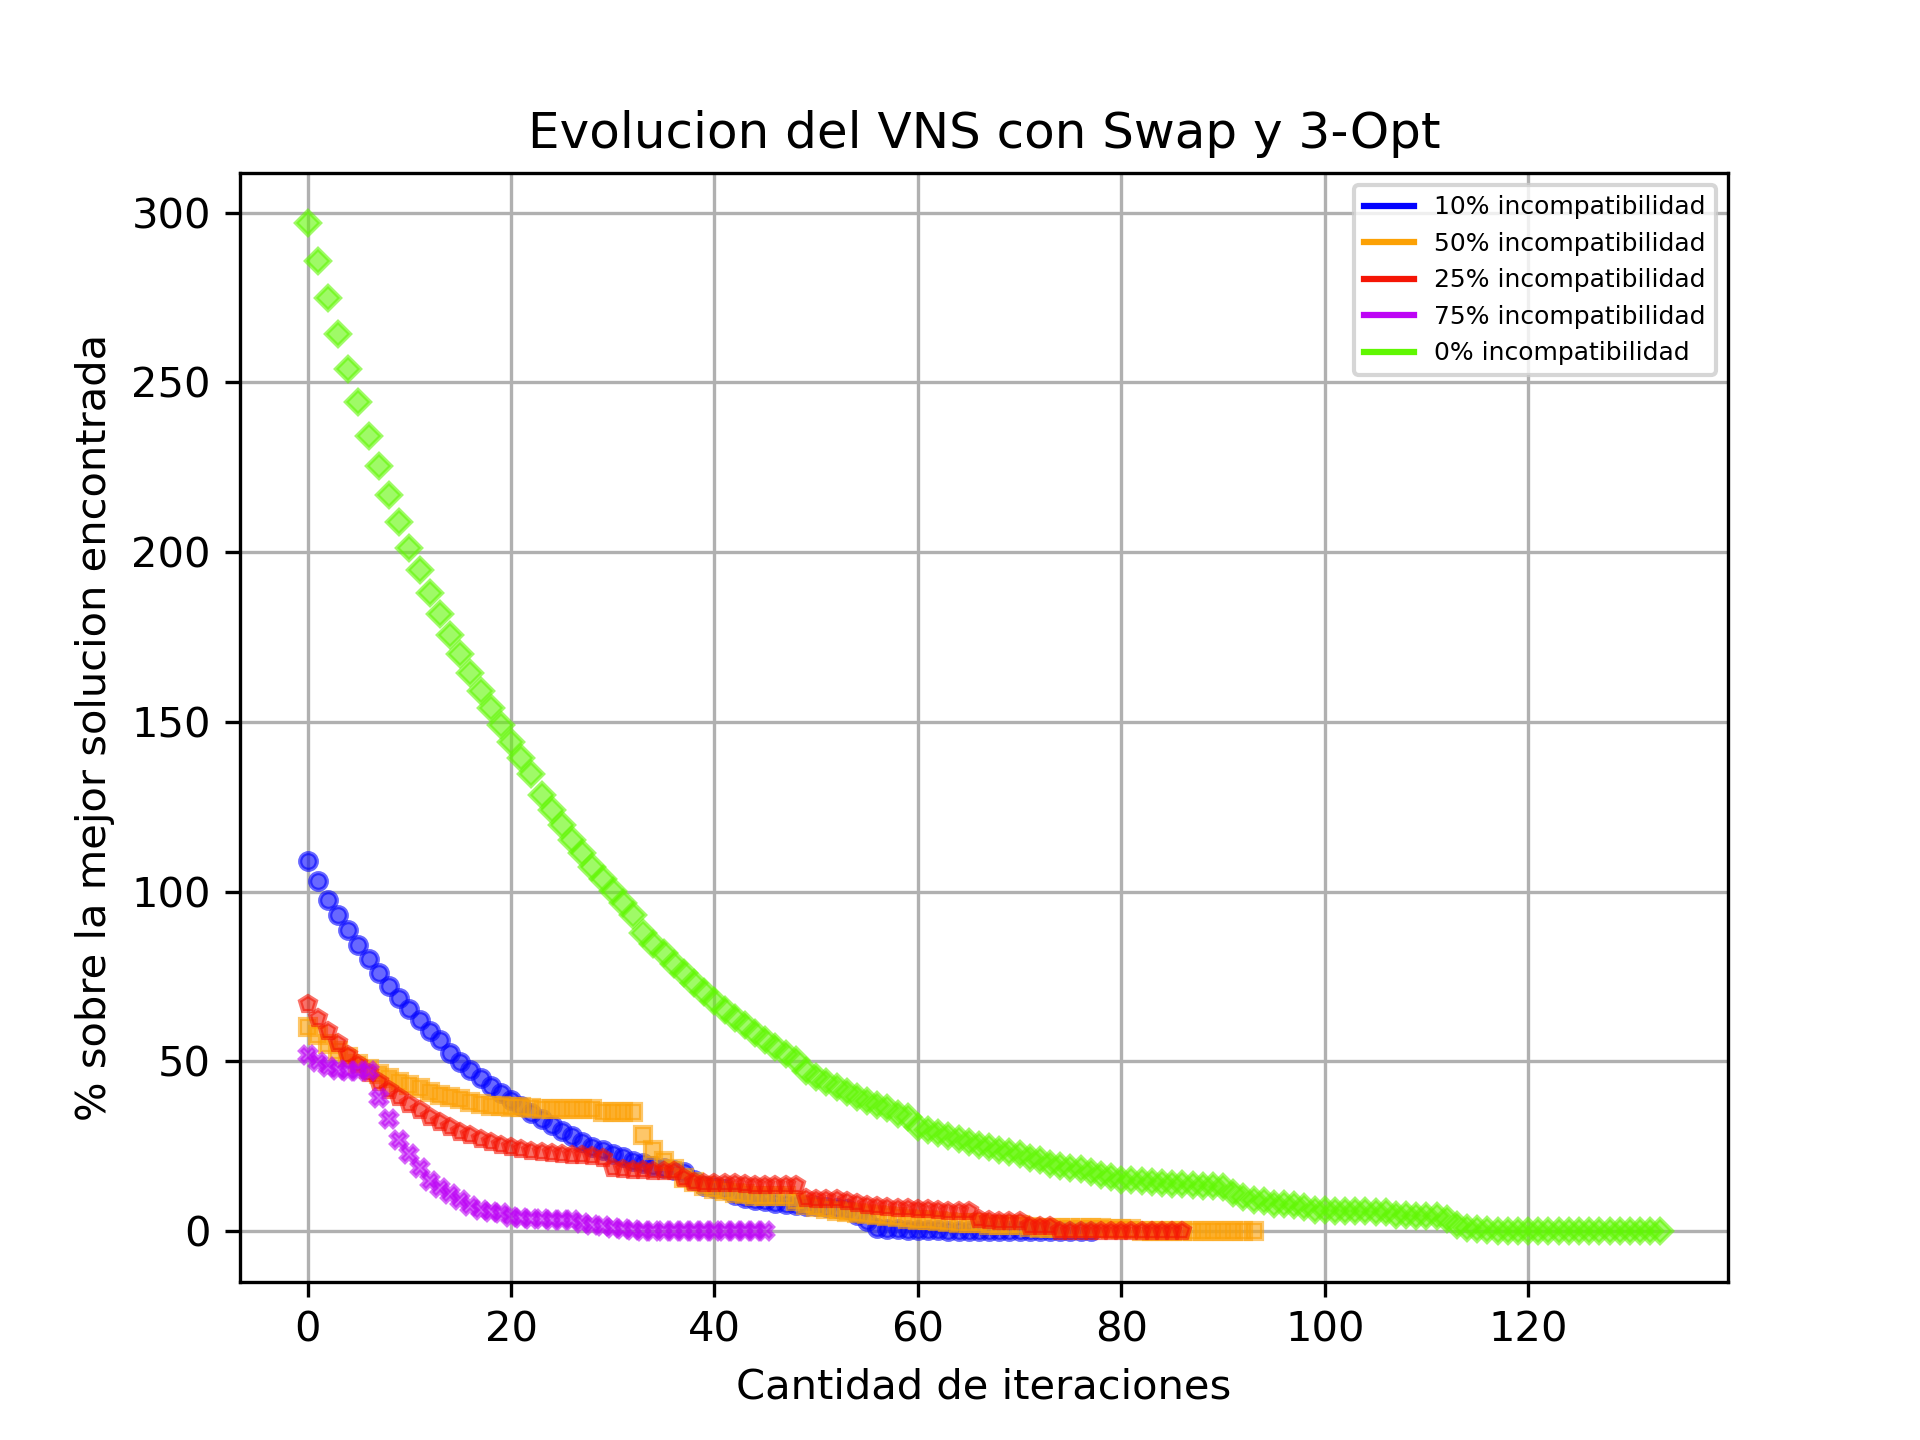 Evolucion del VNS con Swap y 3-Opt
% sobre la mejor solucion encontrada
300
250
200
150
100
50
0
10% incompatibilidad
50% incompatibilidad
25% incompatibilidad
75% incompatibilidad
0% incompatibilidad
0 20 40 60 80 100 120
Cantidad de iteraciones